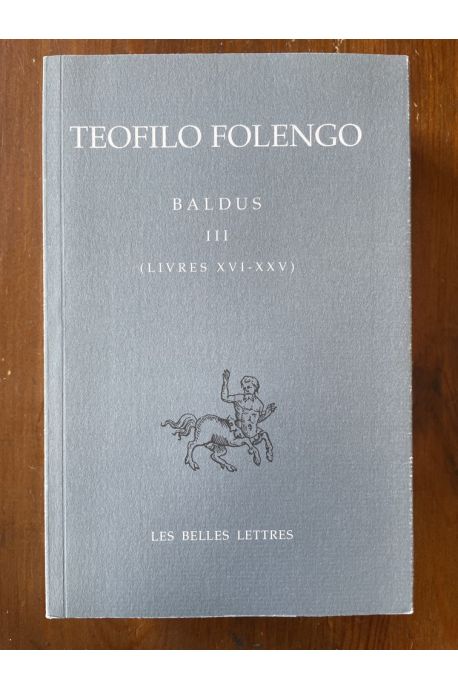 TEOFILO FOLENGO
BALDUS
III
(LIVRES XVI-XXV)
LES BELLES LETTRES